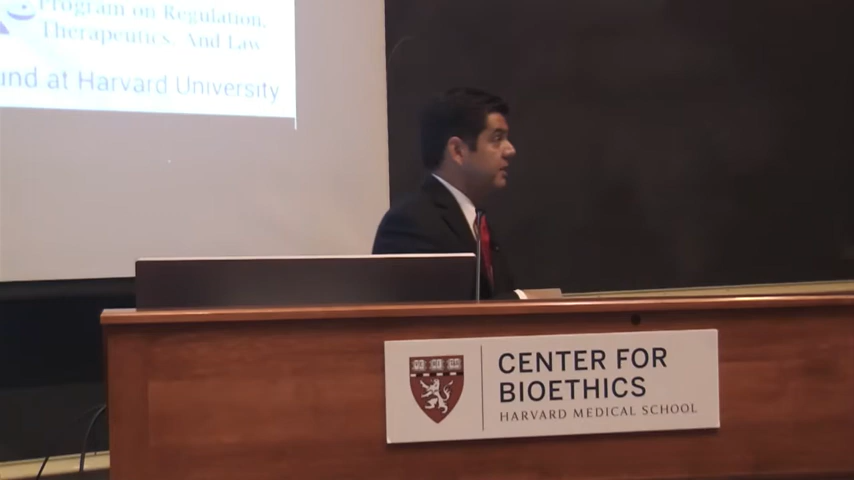 Program on Regulation,
Therapeutics, And Law
und at Harvard University
CENTER FOR
BIOETHICS
HARVARD MEDICAL SCHOOL